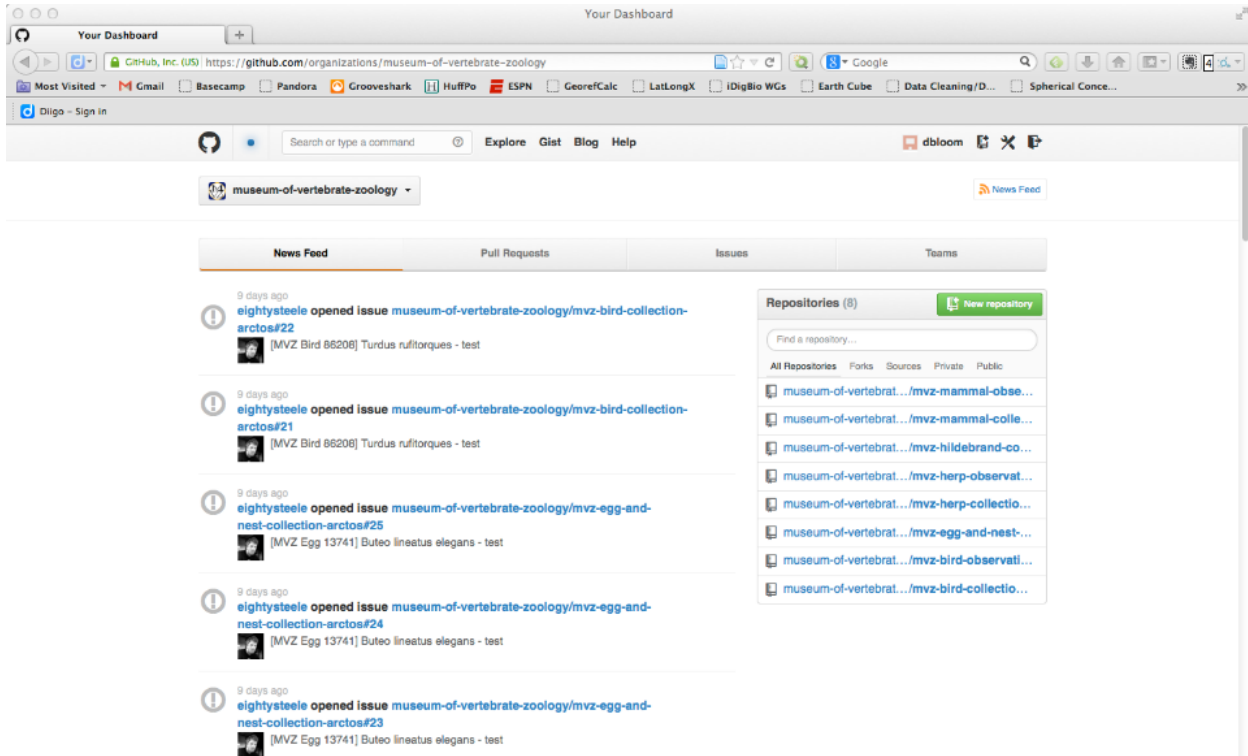 Your Dashboard
Your Dashboard
GitHub, Inc. (US) https://github.com/organizations/museum-of-vertebrate-zoology
Google
4
Most Visited Gmail Basecamp Pandora Grooveshark HuffPo ESPN GeorefCalc LatLongX iDigBio WGs Earth Cube Data Cleaning/D... Spherical Conce...
Diigo - Sign in
Search or type a command Explore Gist Blog Help dbloom
museum-of-vertebrate-zoology News Feed
News Feed Pull Requests Issues Teams
9 days ago
eightysteele opened issue museum-of-vertebrate-zoology/mvz-bird-collection-
arctos#22
[MVZ Bird 86208] Turdus rufitorques - test
9 days ago
eightysteele opened issue museum-of-vertebrate-zoology/mvz-bird-collection-
arctos#21
[MVZ Bird 86208] Turdus rufitorques - test
9 days ago
eightysteele opened issue museum-of-vertebrate-zoology/mvz-egg-and-
nest-collection-arctos#25
[MVZ Egg 13741] Buteo lineatus elegans - test
9 days ago
eightysteele opened issue museum-of-vertebrate-zoology/mvz-egg-and-
nest-collection-arctos#24
[MVZ Egg 13741] Buteo lineatus elegans - test
9 days ago
eightysteele opened issue museum-of-vertebrate-zoology/mvz-egg-and-
nest-collection-arctos#23
[MVZ Egg 13741] Buteo lineatus elegans - test
Repositories (8) New repository
Find a repository...
All Repositories Forks Sources Private Public
museum-of-vertebrat.../mvz-mammal-obse...
museum-of-vertebrat.../mvz-mammal-colle...
museum-of-vertebrat.../mvz-hildebrand-co...
museum-of-vertebrat.../mvz-herp-observat...
museum-of-vertebrat.../mvz-herp-collectio...
museum-of-vertebrat.../mvz-egg-and-nest-...
museum-of-vertebrat.../mvz-bird-observati...
museum-of-vertebrat.../mvz-bird-collectio...